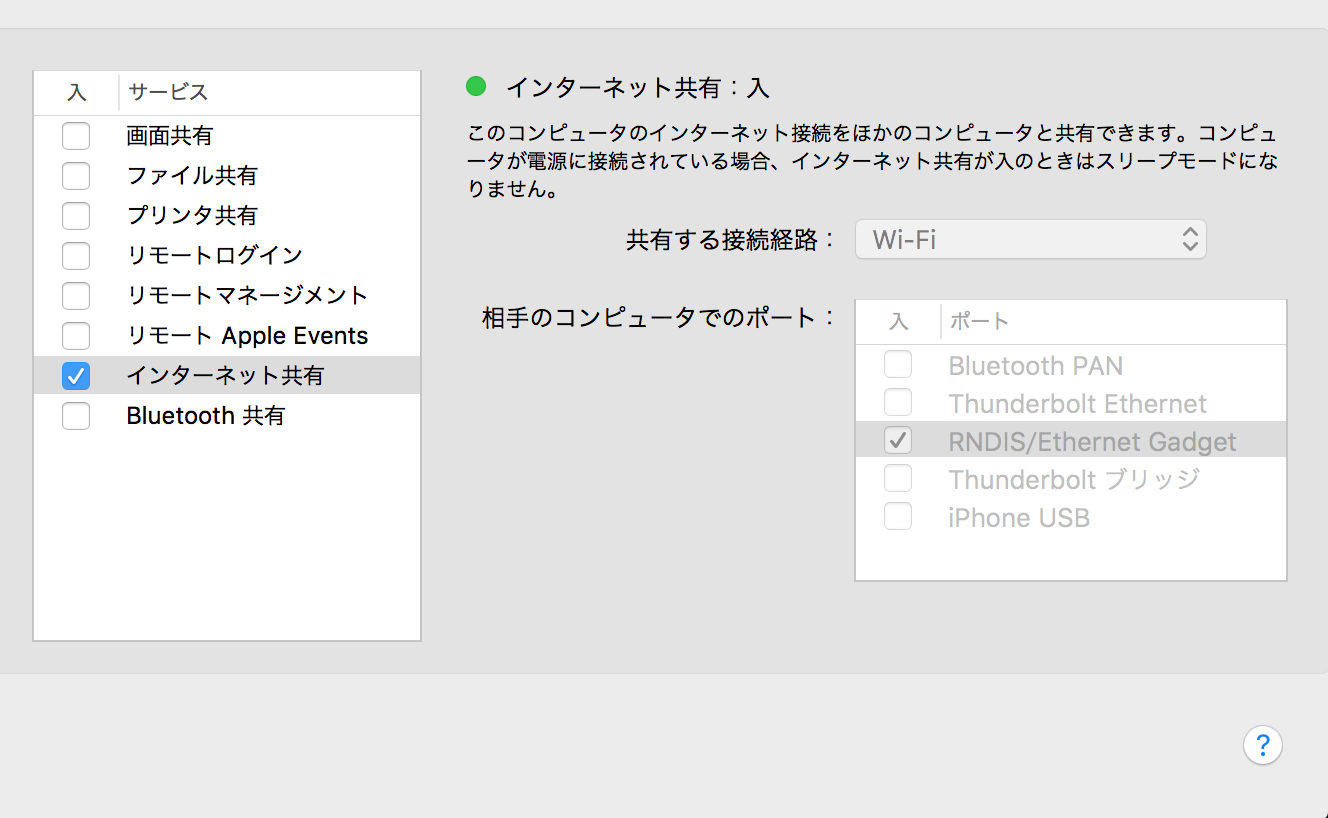 入 サービス
画面共有
ファイル共有
プリンタ共有
リモートログイン
リモートマネージメント
リモート Apple Events
インターネット共有
Bluetooth 共有
インターネット共有：入
このコンピュータのインターネット接続をほかのコンピュータと共有できます。コンピュ
ータが電源に接続されている場合、インターネット共有が入のときはスリープモードにな
りません。
共有する接続経路： Wi-Fi
相手のコンピュータでのポート：
入 ポート
Bluetooth PAN
Thunderbolt Ethernet
RNDIS/Ethernet Gadget
Thunderbolt ブリッジ
iPhone USB
?